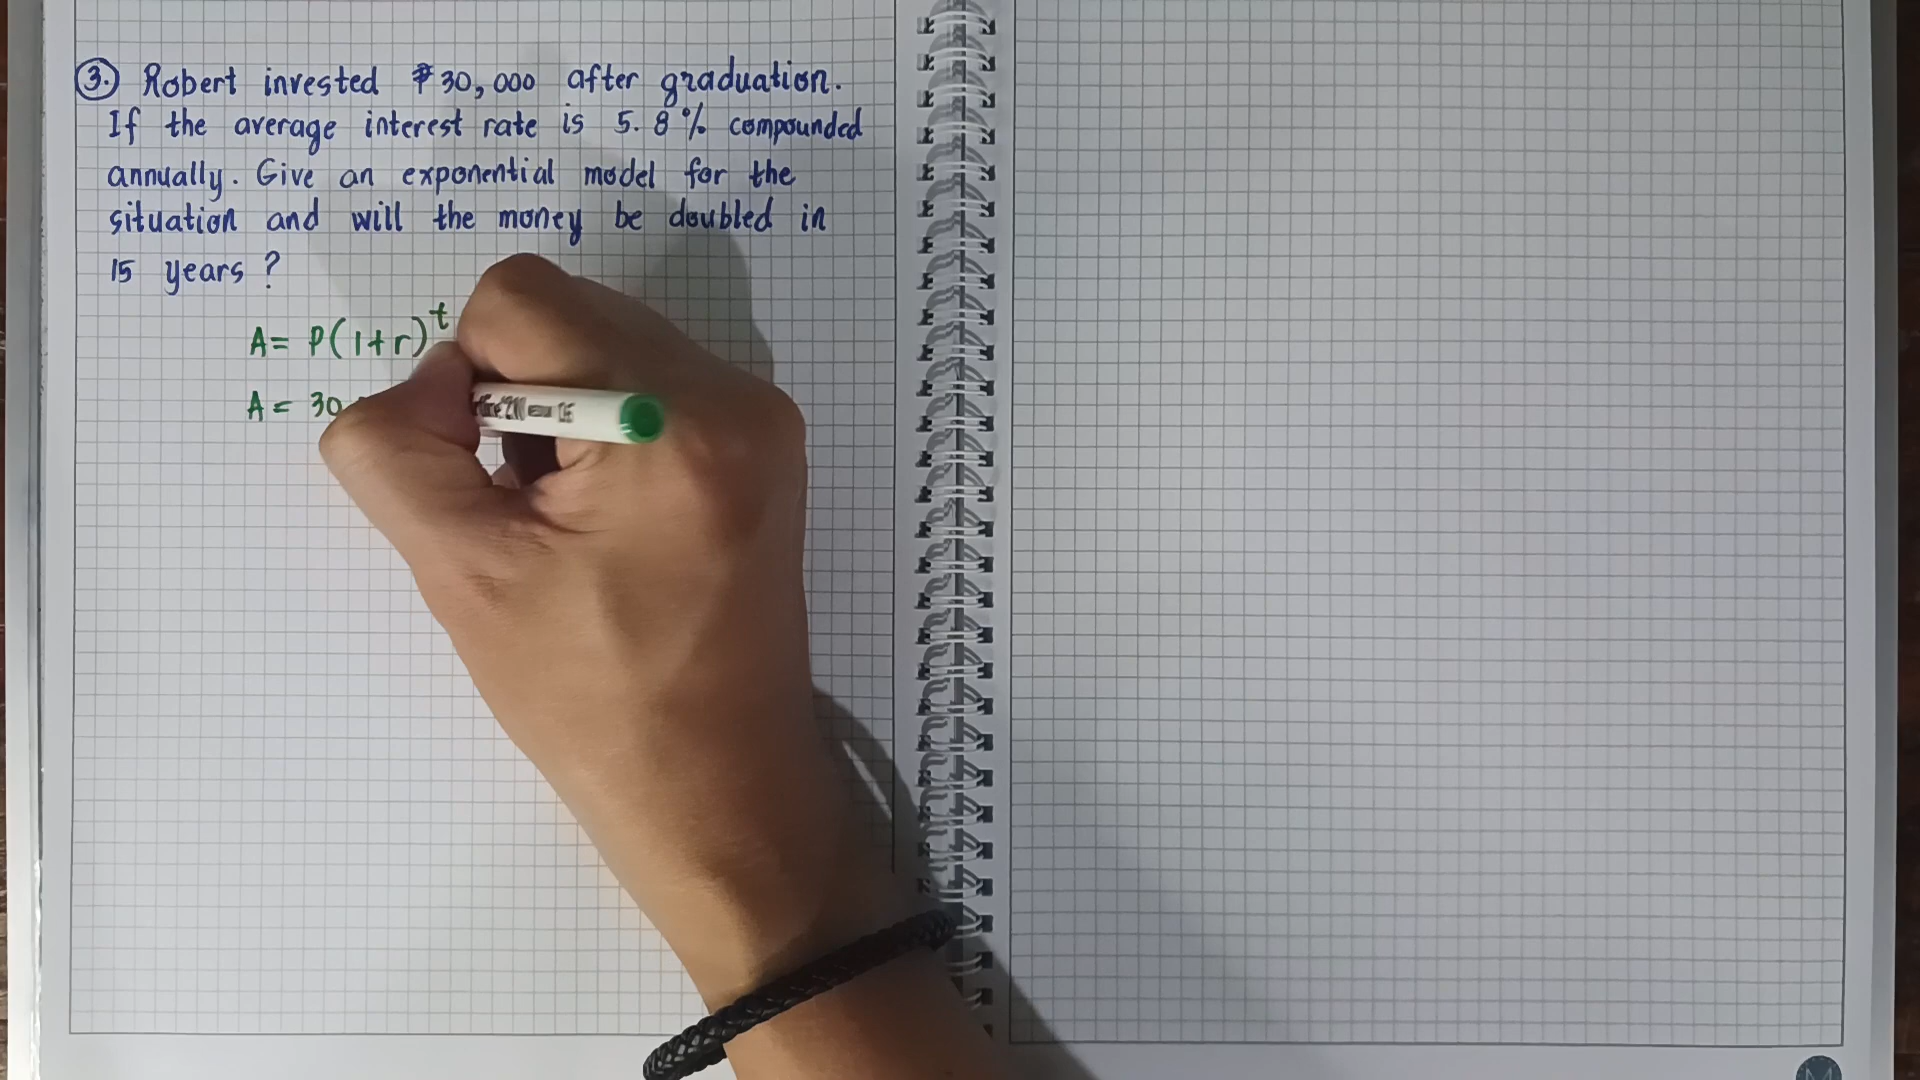 3. Robert invested ₱30,000 after graduation.
If the average interest rate is 5.8% compounded
annually. Give an exponential model for the
situation and will the money be doubled in
15 years?
A = P(1+r)^t
A = 30
M